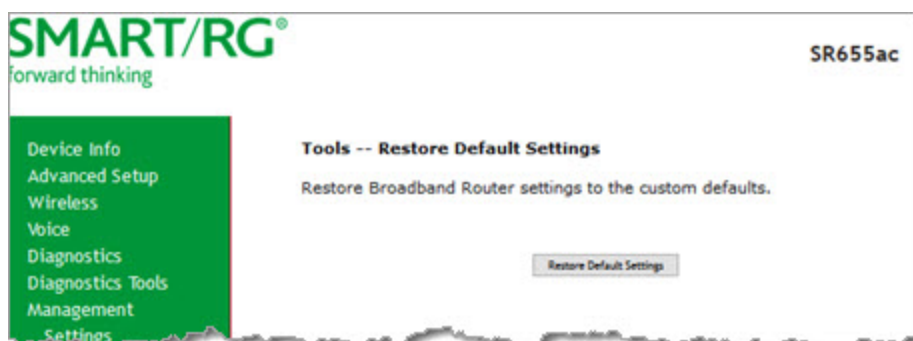 SMART/RG®
forward thinking
SR655ac
Device Info
Advanced Setup
Wireless
Voice
Diagnostics
Diagnostics Tools
Management
Settings
Tools -- Restore Default Settings
Restore Broadband Router settings to the custom defaults.
Restore Default Settings